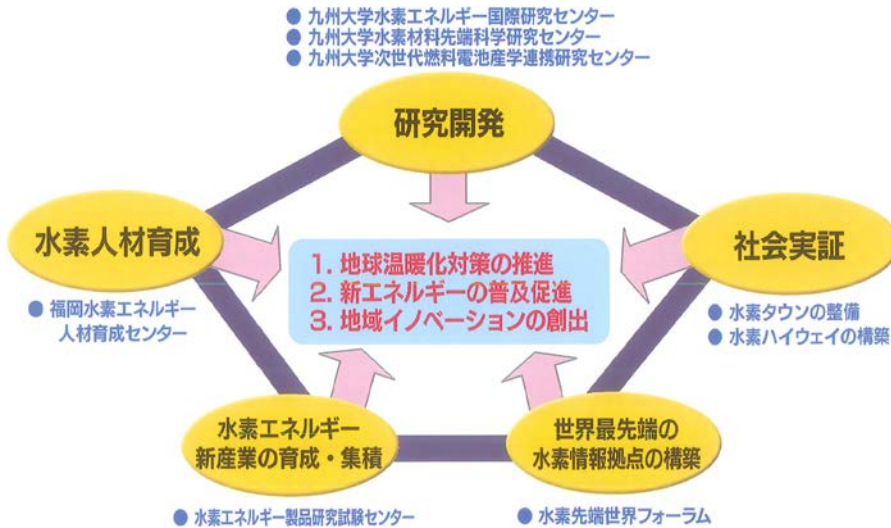 ● 九州大学水素エネルギー国際研究センター
● 九州大学水素材料先端科学研究センター
● 九州大学次世代燃料電池産学連携研究センター
研究開発
水素人材育成
● 福岡水素エネルギー
人材育成センター
社会実証
● 水素タウンの整備
● 水素ハイウェイの構築
1. 地球温暖化対策の推進
2. 新エネルギーの普及促進
3. 地域イノベーションの創出
水素エネルギー
新産業の育成・集積
● 水素エネルギー製品研究試験センター
世界最先端の
水素情報拠点の構築
● 水素先端世界フォーラム